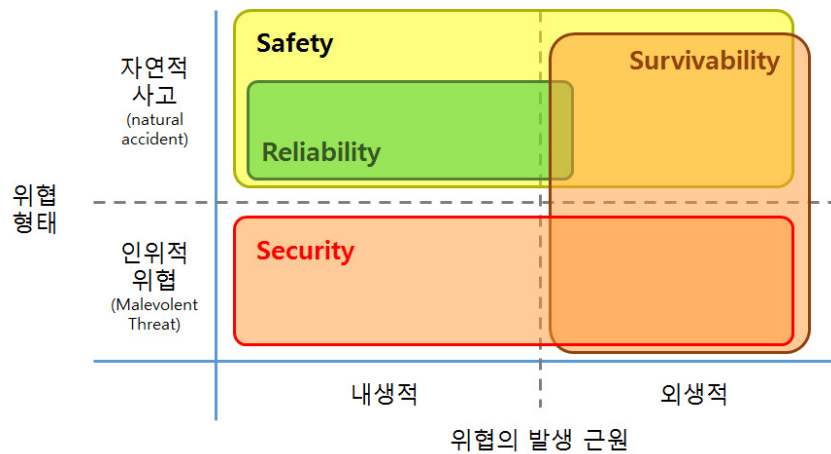 Safety
Survivability
자연적
사고
(natural
accident)
Reliability
위협
형태
인위적
위협
(Malevolent
Threat)
Security
내생적
외생적
위협의 발생 근원